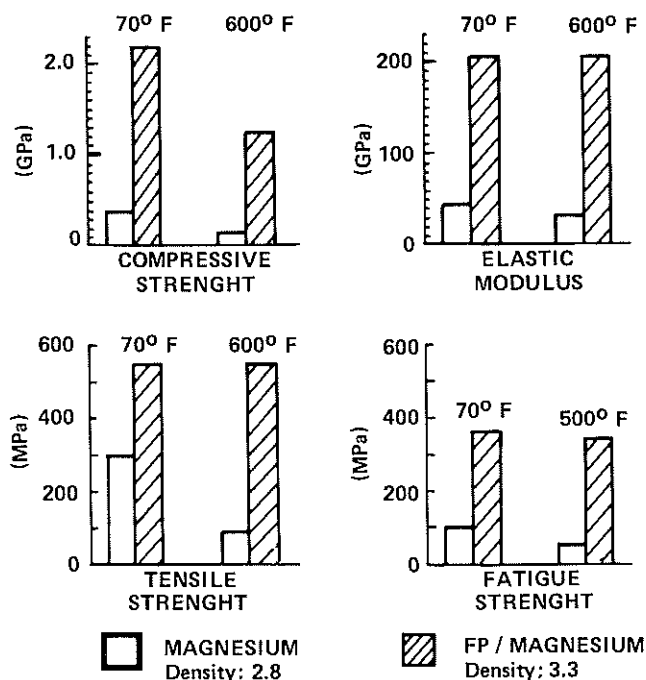 70° F 600° F
2.0
1.0
0
(GPa)
COMPRESSIVE
STRENGHT
70° F 600° F
200
100
0
(GPa)
ELASTIC
MODULUS
70° F 600° F
600
400
200
0
(MPa)
TENSILE
STRENGHT
70° F 500° F
600
400
200
0
(MPa)
FATIGUE
STRENGHT
MAGNESIUM
Density: 2.8
FP / MAGNESIUM
Density: 3.3